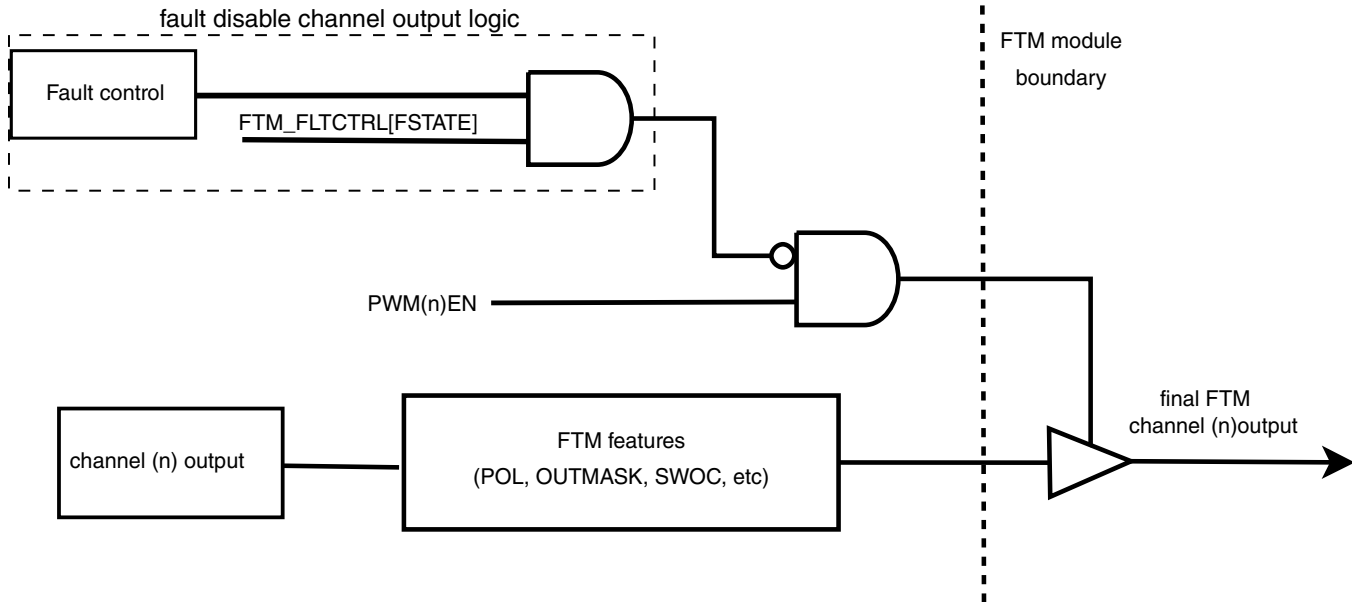 fault disable channel output logic
Fault control
FTM_FLTCTRL[FSTATE]
FTM module
boundary
PWM(n)EN
channel (n) output
FTM features
(POL, OUTMASK, SWOC, etc)
final FTM
channel (n)output